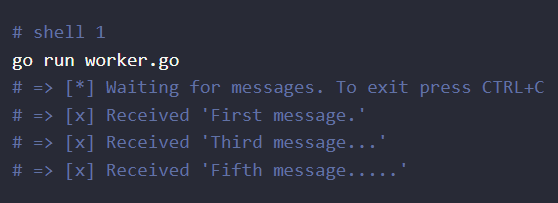 # shell 1
go run worker.go
# => [*] Waiting for messages. To exit press CTRL+C
# => [x] Received 'First message.'
# => [x] Received 'Third message...'
# => [x] Received 'Fifth message.....'